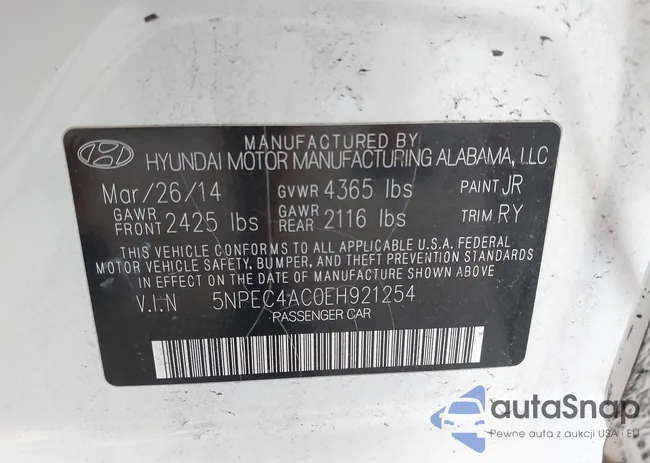 MANUFACTURED BY
HYUNDAI MOTOR MANUFACTURING ALABAMA, LLC
Mar/26/14 GVWR 4365 lbs PAINT JR
GAWR FRONT 2425 lbs GAWR REAR 2116 lbs TRIM RY
THIS VEHICLE CONFORMS TO ALL APPLICABLE U.S.A. FEDERAL
MOTOR VEHICLE SAFETY, BUMPER, AND THEFT PREVENTION STANDARDS
IN EFFECT ON THE DATE OF MANUFACTURE SHOWN ABOVE
V.I.N 5NPEC4AC0EH921254
PASSENGER CAR
autaSnap
Pewne auta z aukcji USA i EU